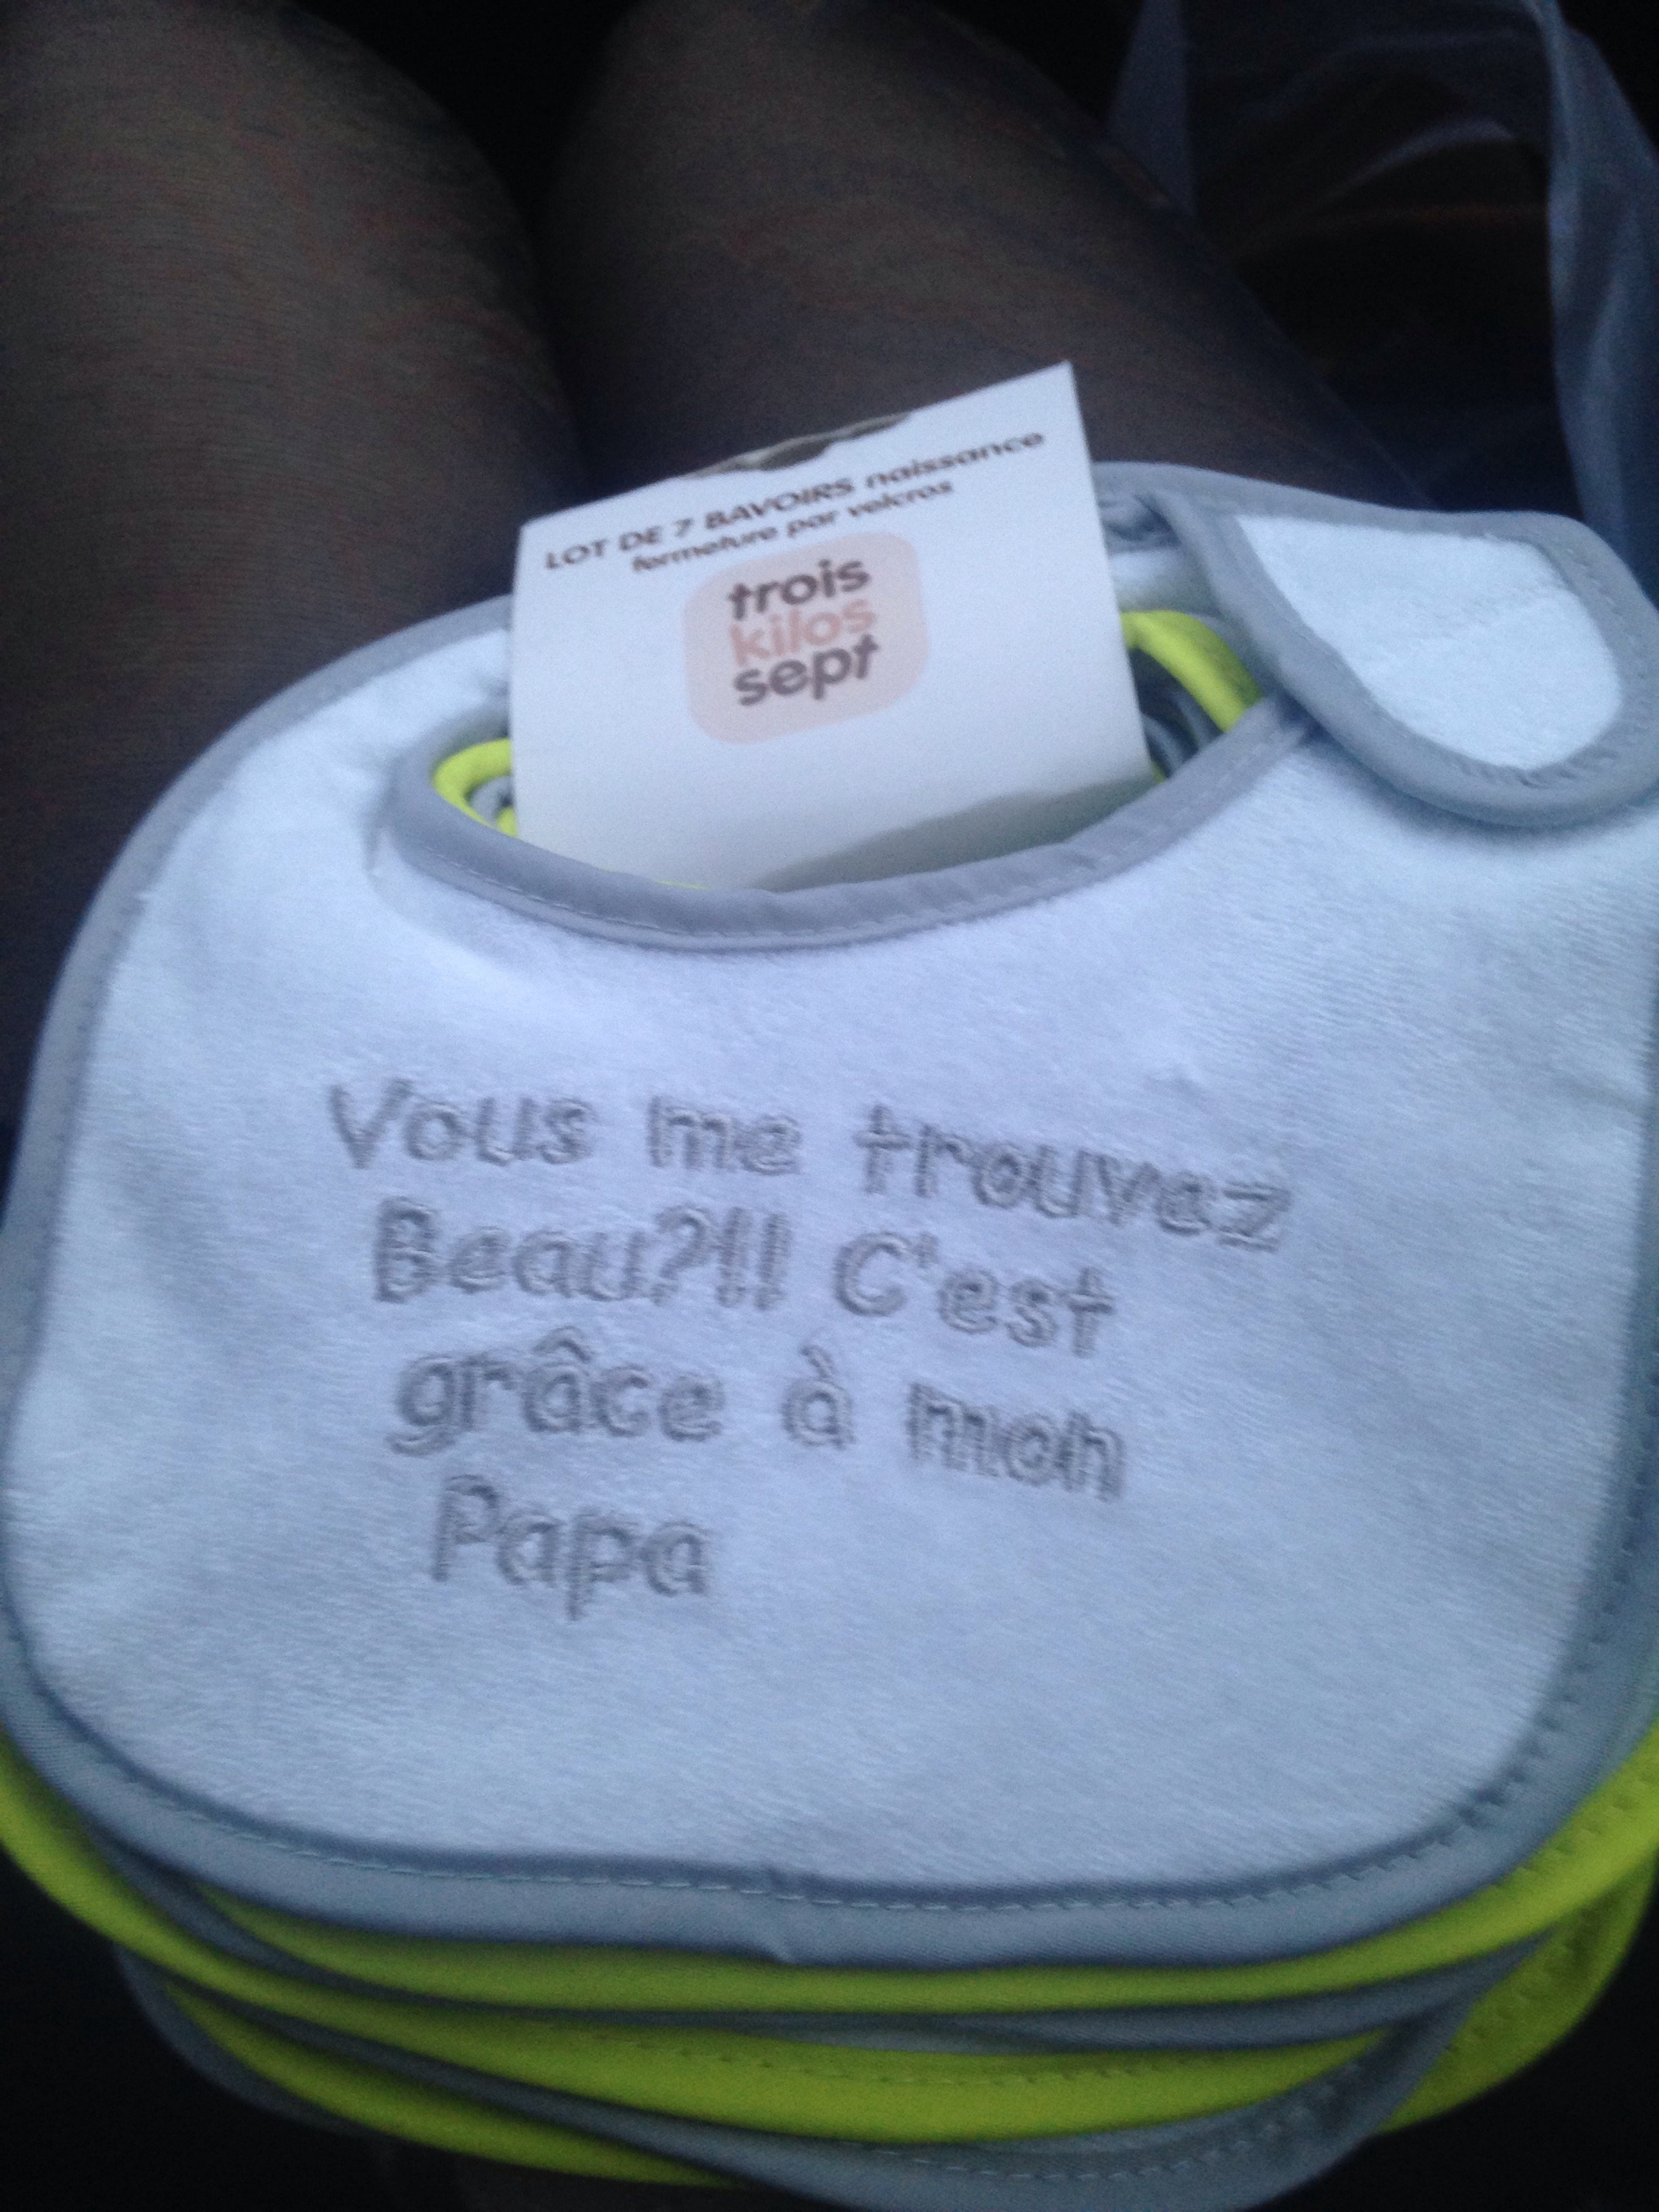 LOT DE 7 BAVOIRS naissance
fermeture par velcros
trois
kilos
sept
Vous me trouvez
Beau?!! C'est
grâce à mon
Papa